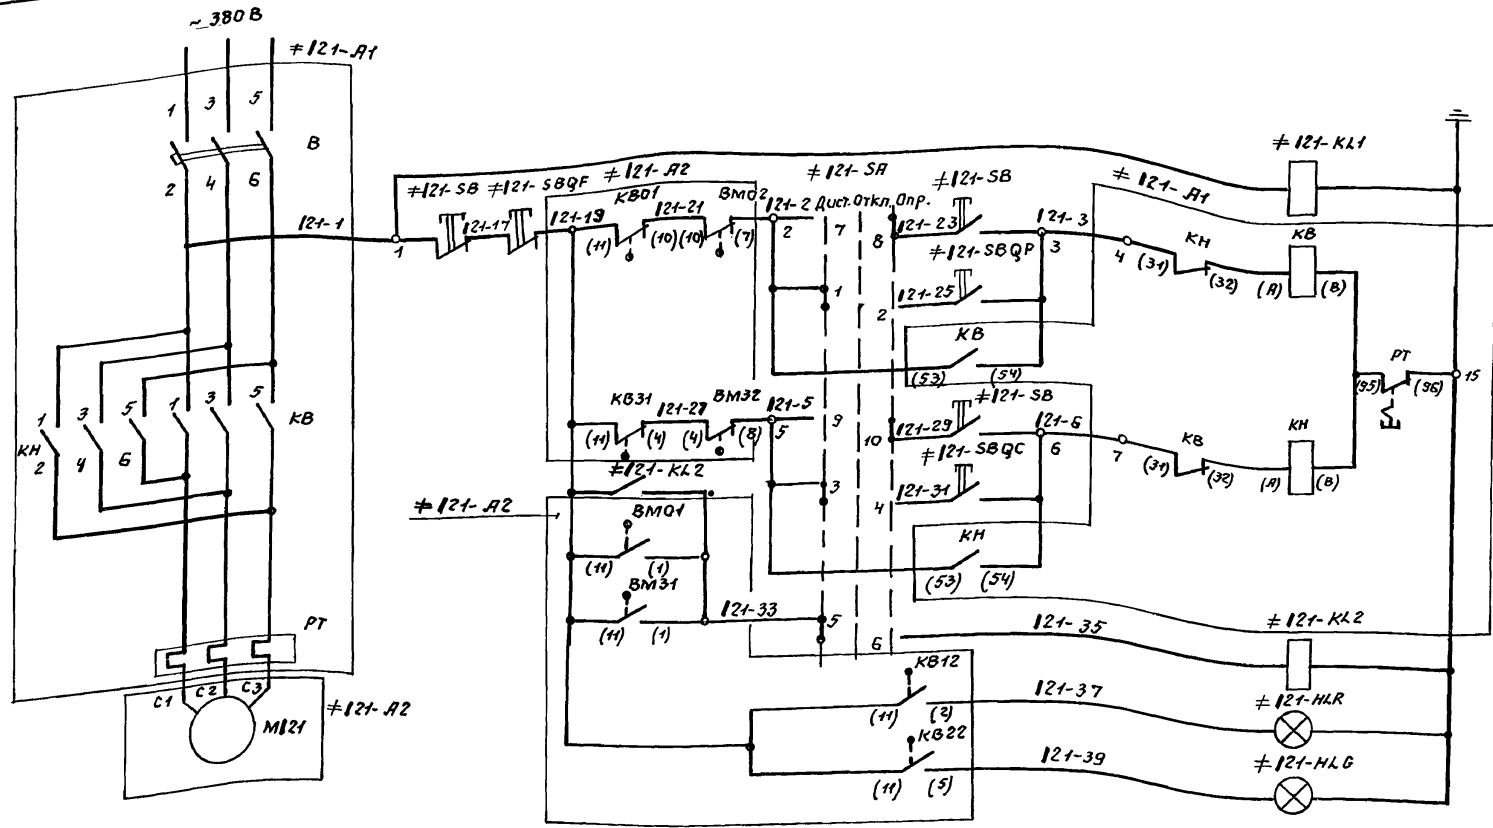 ~ 380 В
≠ 121-А1
1 3 5
В
2 4 6
121-1
1
≠121-SB
≠121-SBQF
≠121-А2
≠ 121-SA
≠121-SB
≠ 121-А1
≠ 121-KL1
121-17
121-19
КВ01
121-21
ВМ02
121-2
Дист. Откл. Опр.
121-23
121-3
(11)
(10)
(10)
(7)
2
7
8
3
4
(31)
КН
(32)
(А)
КВ
(В)
≠121-SBQP
1
121-25
2
КВ
(53)
(54)
РТ
(95)
(96)
15
1 3 5 1 3 5
КВ
КН
2 4 6
КВ31
121-27
ВМ32
121-5
≠121-SB
(11)
(4)
(4)
(8)
5
9
10
121-29
121-6
6
7
(31)
КВ
(32)
(А)
КН
(В)
≠121-KL2
≠ 121-SBQC
3
121-31
4
≠ 121-А2
ВМ01
(11)
(1)
КН
(53)
(54)
ВМ31
(11)
(1)
121-33
5
6
121-35
≠ 121-KL2
РТ
С1 С2 С3
М121
≠121-А2
КВ12
(11)
(2)
121-37
≠ 121-HLR
КВ22
(11)
(5)
121-39
≠ 121-HLG